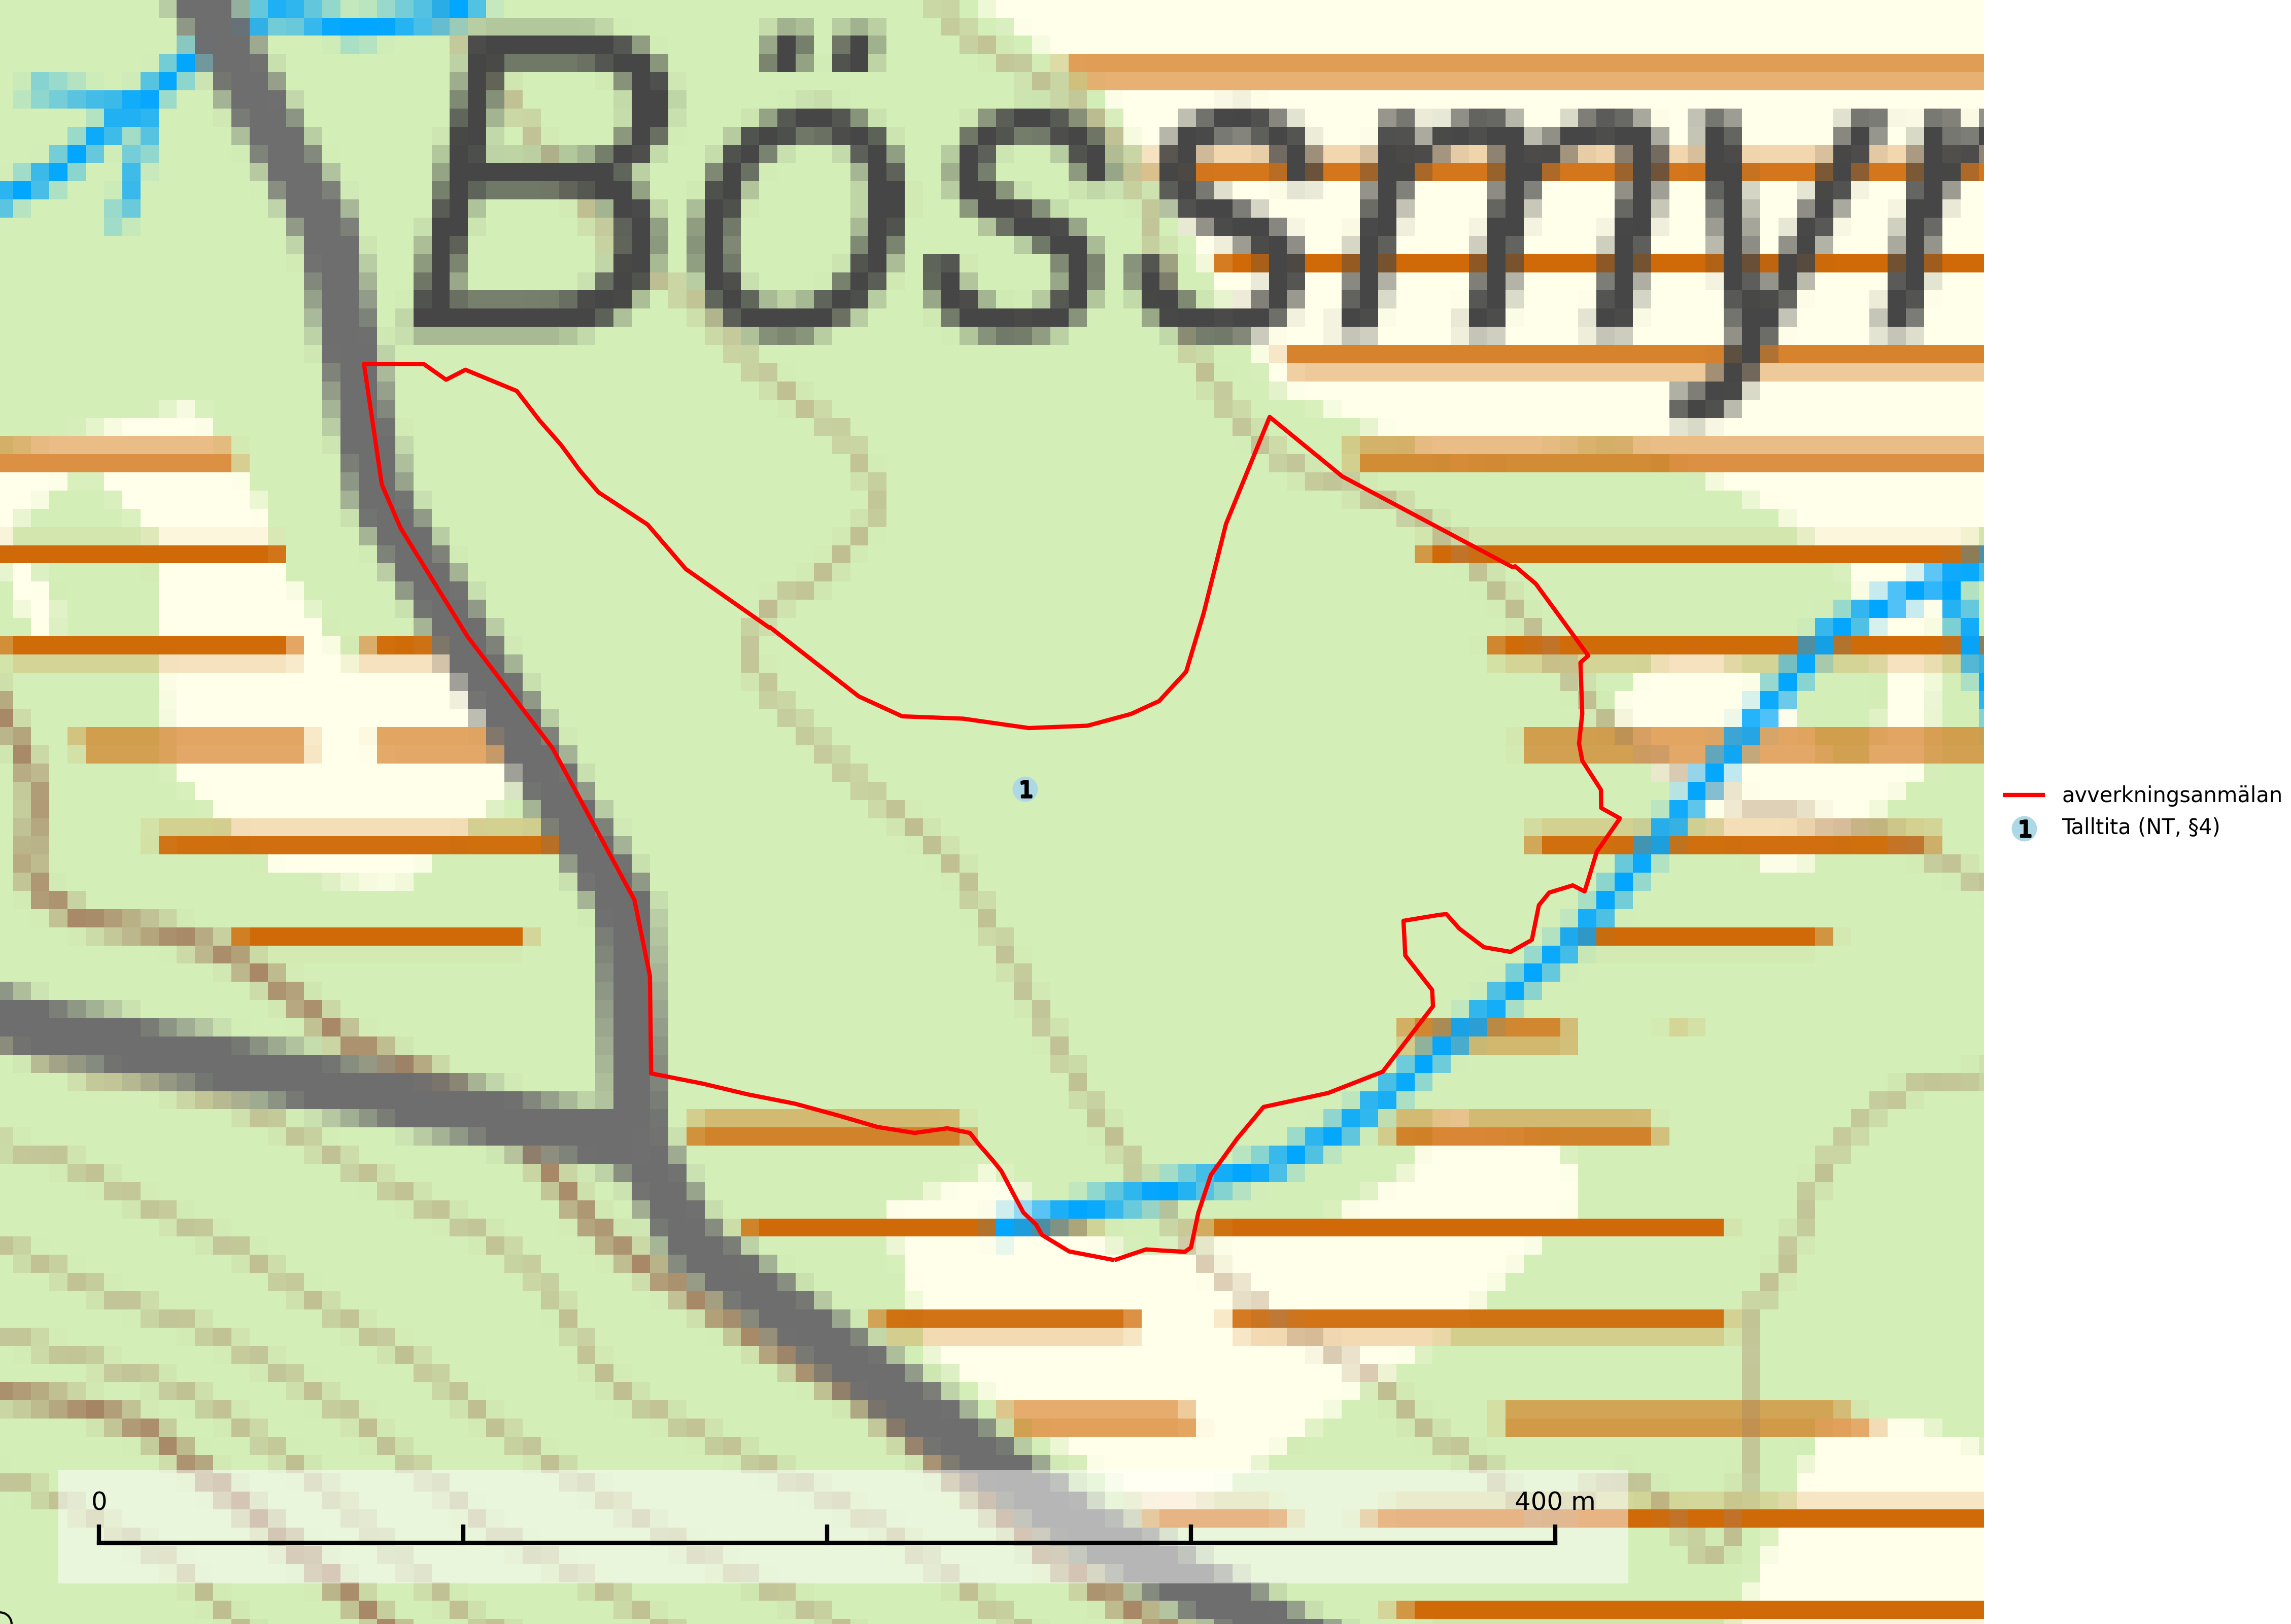 Bössmyr
1
avverkningsanmälan
1 Talltita (NT, §4)
0 400 m